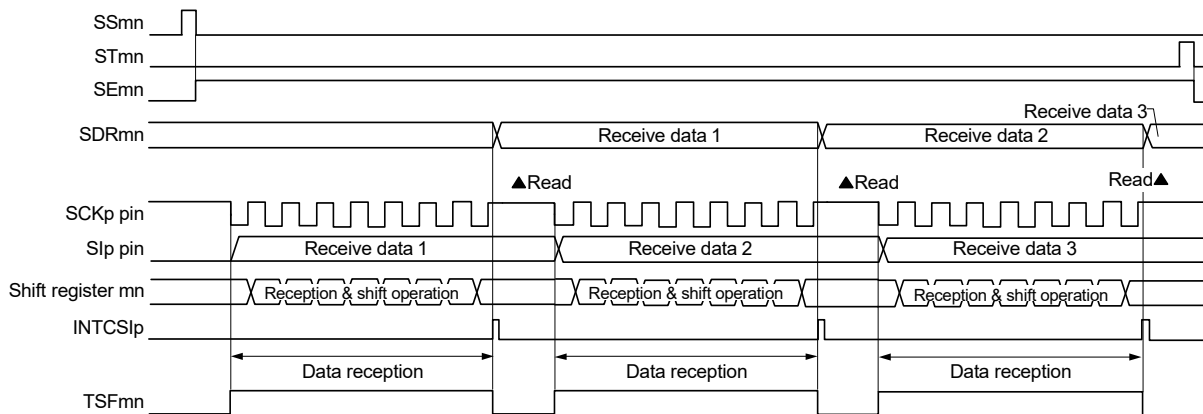 SSmn
STmn
SEmn
Receive data 3
SDRmn Receive data 1 Receive data 2
▲Read ▲Read Read▲
SCKp pin
SIp pin Receive data 1 Receive data 2 Receive data 3
Shift register mn Reception & shift operation Reception & shift operation Reception & shift operation
INTCSIp
Data reception Data reception Data reception
TSFmn